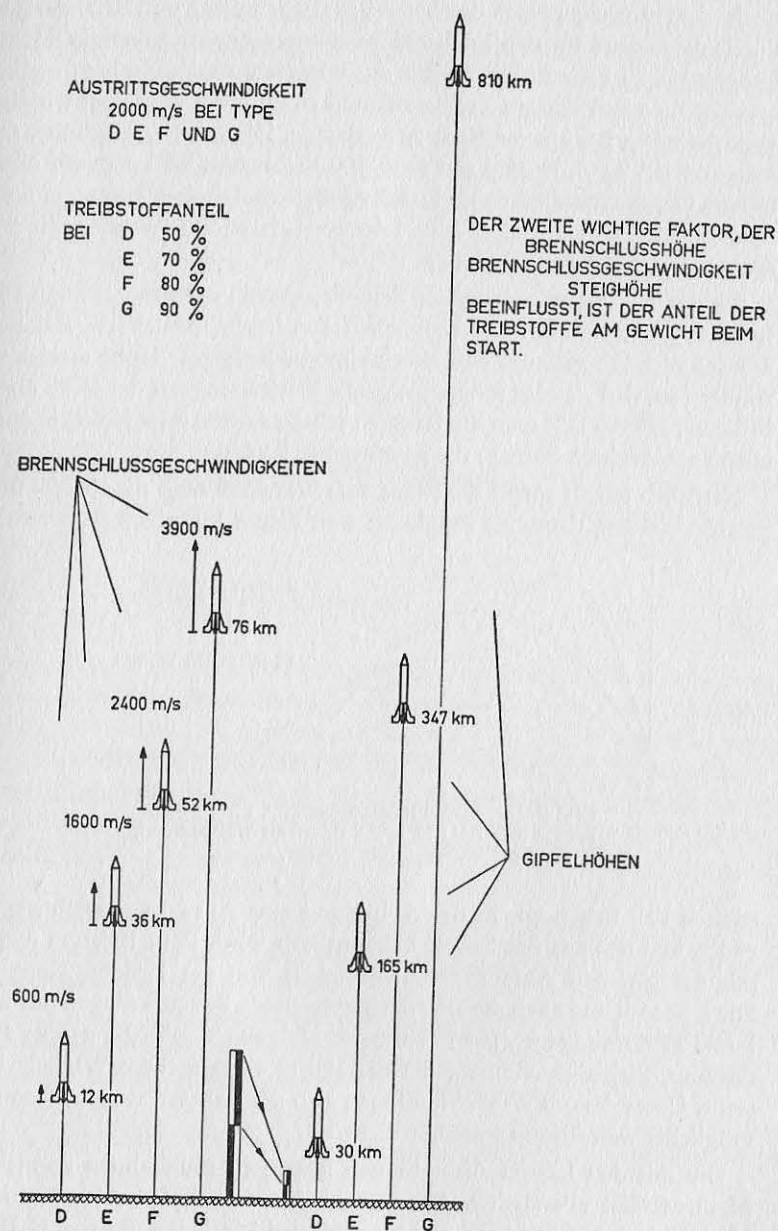 810 km
AUSTRITTSGESCHWINDIGKEIT
2000 m/s BEI TYPE
D E F UND G
TREIBSTOFFANTEIL
BEI D 50 %
E 70 %
F 80 %
G 90 %
DER ZWEITE WICHTIGE FAKTOR, DER
BRENNSCHLUSSHÖHE
BRENNSCHLUSSGESCHWINDIGKEIT
STEIGHÖHE
BEEINFLUSST, IST DER ANTEIL DER
TREIBSTOFFE AM GEWICHT BEIM
START.
BRENNSCHLUSSGESCHWINDIGKEITEN
3900 m/s
76 km
2400 m/s
347 km
52 km
1600 m/s
GIPFELHÖHEN
36 km
165 km
600 m/s
12 km
30 km
D E F G D E F G